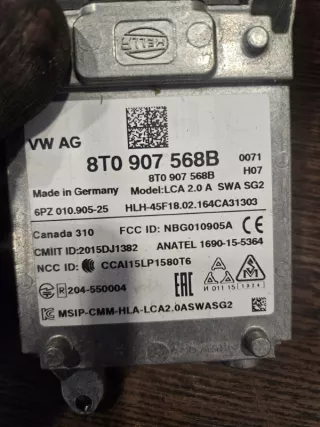 HELLA
VW AG
8T0 907 568B 0071
8T0 907 568B H07
Made in Germany Model:LCA 2.0 A SWA SG2
6PZ 010.905-25 HLH-45F18.02.164CA31303
Canada 310 FCC ID: NBG010905A
CMIIT ID:2015DJ1382 ANATEL 1690-15-5364
NCC ID: CCAI15LP1580T6
R 204-550004
И 011 15
MSIP-CMM-HLA-LCA2.0ASWASG2